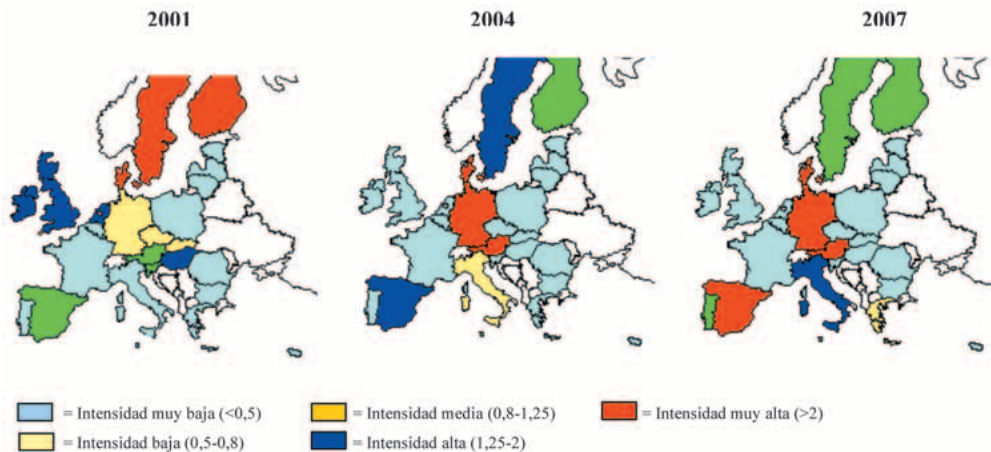 2001 2004 2007
= Intensidad muy baja (<0,5) = Intensidad media (0,8-1,25) = Intensidad muy alta (>2)
= Intensidad baja (0,5-0,8) = Intensidad alta (1,25-2)